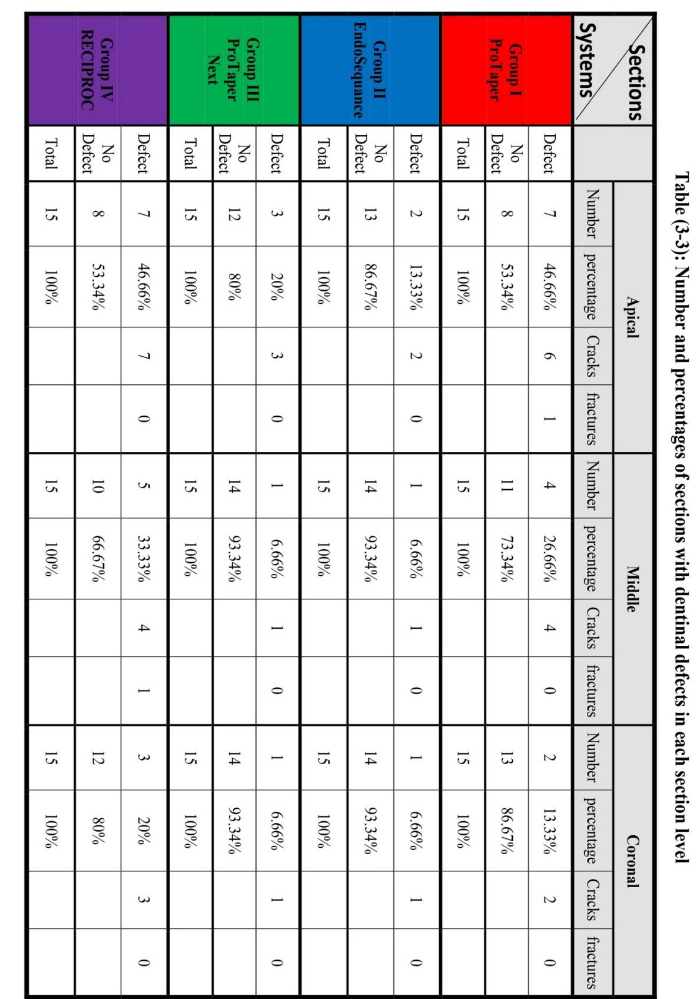 Table (3-3): Number and percentages of sections with dentinal defects in each section level
Sections Apical Middle Coronal
Systems Number percentage Cracks fractures Number percentage Cracks fractures Number percentage Cracks fractures
Group I
ProTaper
Defect 7 46.66% 6 1 4 26.66% 4 0 2 13.33% 2 0
No
Defect 8 53.34% 11 73.34% 13 86.67%
Total 15 100% 15 100% 15 100%
Group II
EndoSequance
Defect 2 13.33% 2 0 1 6.66% 1 0 1 6.66% 1 0
No
Defect 13 86.67% 14 93.34% 14 93.34%
Total 15 100% 15 100% 15 100%
Group III
ProTaper
Next
Defect 3 20% 3 0 1 6.66% 1 0 1 6.66% 1 0
No
Defect 12 80% 14 93.34% 14 93.34%
Total 15 100% 15 100% 15 100%
Group IV
RECIPROC
Defect 7 46.66% 7 0 5 33.33% 4 1 3 20% 3 0
No
Defect 8 53.34% 10 66.67% 12 80%
Total 15 100% 15 100% 15 100%